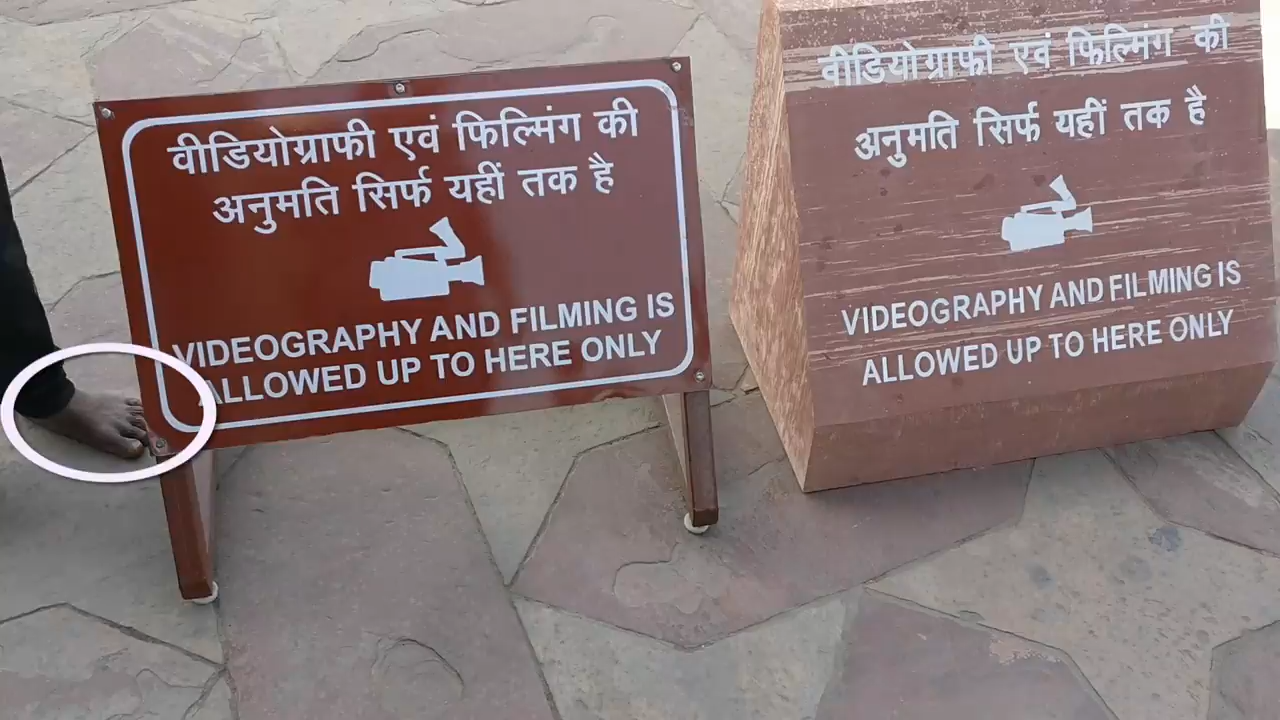 वीडियोग्राफी एवं फिल्मिंग की
अनुमति सिर्फ यहीं तक है
VIDEOGRAPHY AND FILMING IS
ALLOWED UP TO HERE ONLY
वीडियोग्राफी एवं फिल्मिंग की
अनुमति सिर्फ यहीं तक है
VIDEOGRAPHY AND FILMING IS
ALLOWED UP TO HERE ONLY